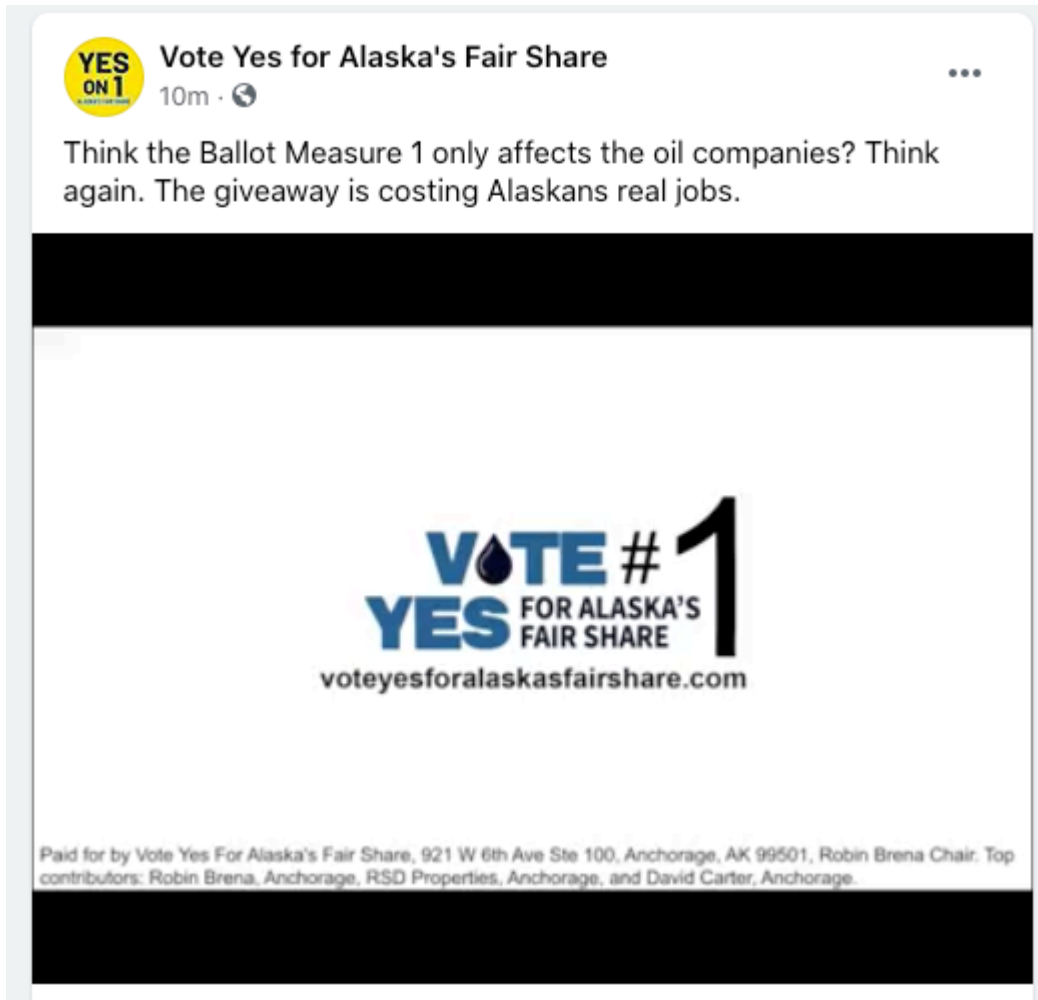 YES
ON 1
Vote Yes for Alaska's Fair Share
10m ·
Think the Ballot Measure 1 only affects the oil companies? Think
again. The giveaway is costing Alaskans real jobs.
VOTE #1
YES FOR ALASKA'S
FAIR SHARE
voteyesforalaskasfairshare.com
Paid for by Vote Yes For Alaska's Fair Share, 921 W 6th Ave Ste 100, Anchorage, AK 99501, Robin Brena Chair. Top
contributors: Robin Brena, Anchorage, RSD Properties, Anchorage, and David Carter, Anchorage.